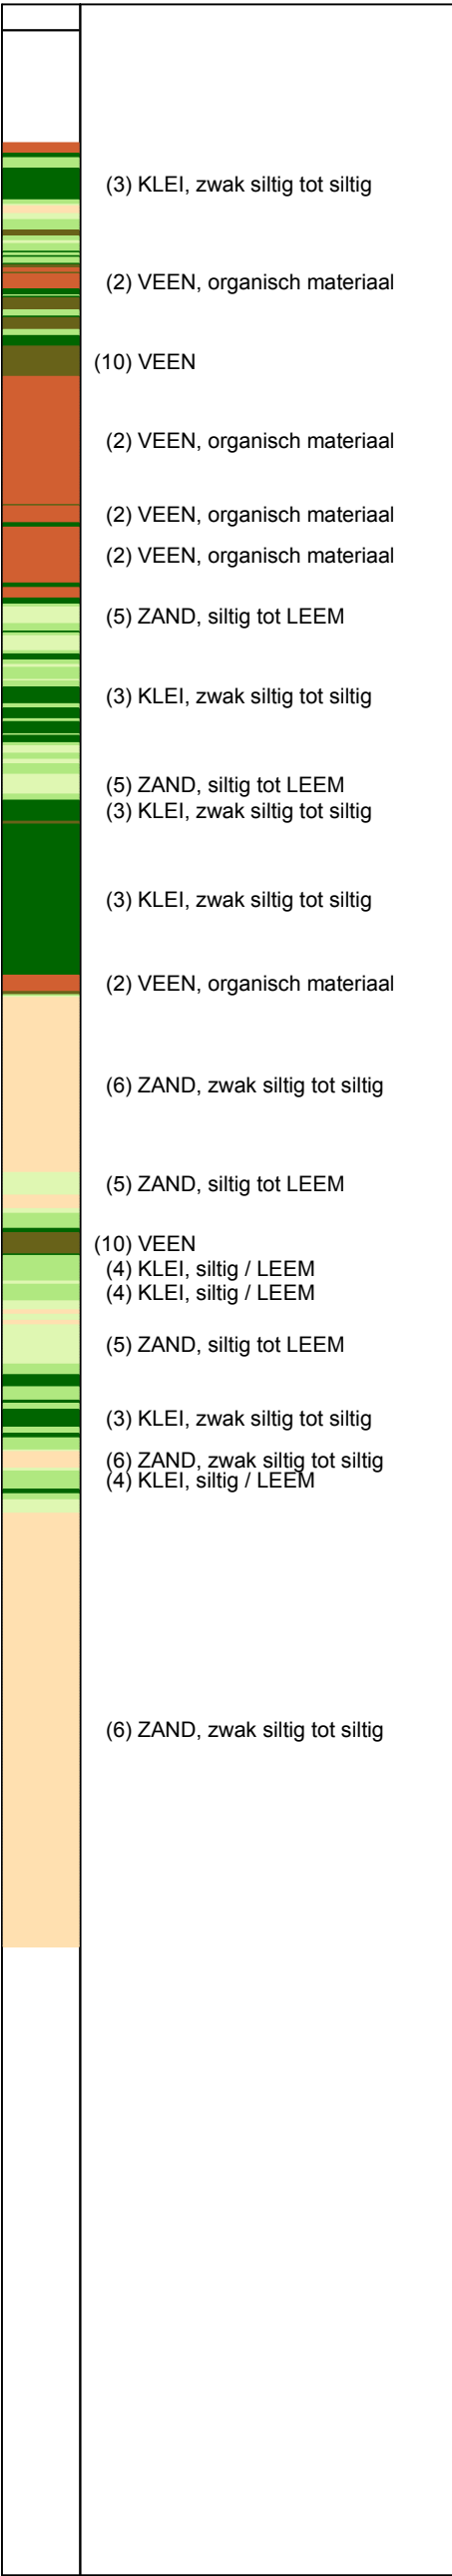 (3) KLEI, zwak siltig tot siltig
(2) VEEN, organisch materiaal
(10) VEEN
(2) VEEN, organisch materiaal
(2) VEEN, organisch materiaal
(2) VEEN, organisch materiaal
(5) ZAND, siltig tot LEEM
(3) KLEI, zwak siltig tot siltig
(5) ZAND, siltig tot LEEM
(3) KLEI, zwak siltig tot siltig
(3) KLEI, zwak siltig tot siltig
(2) VEEN, organisch materiaal
(6) ZAND, zwak siltig tot siltig
(5) ZAND, siltig tot LEEM
(10) VEEN
(4) KLEI, siltig / LEEM
(4) KLEI, siltig / LEEM
(5) ZAND, siltig tot LEEM
(3) KLEI, zwak siltig tot siltig
(6) ZAND, zwak siltig tot siltig
(4) KLEI, siltig / LEEM
(6) ZAND, zwak siltig tot siltig